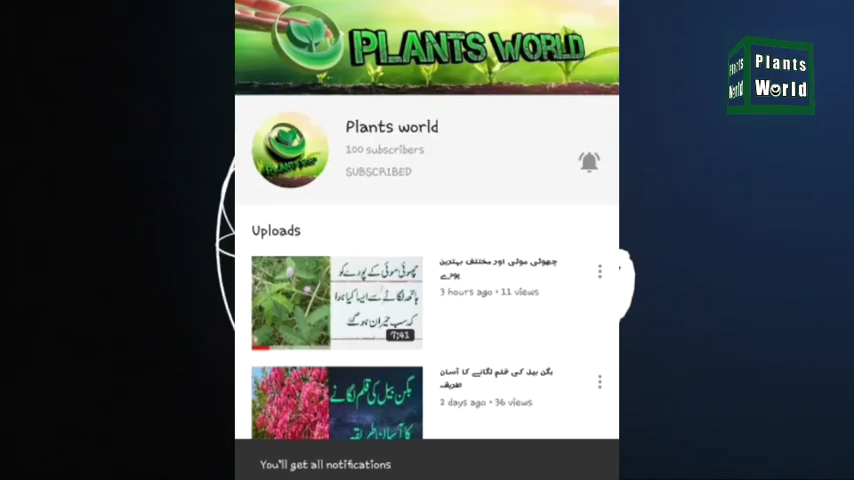 PLANTS WORLD
Plants
World
Plants
World
Plants world
100 subscribers
SUBSCRIBED
Uploads
چھوئی موئی کے پودے کو
ہاتھ لگانے سے ایسا کیا ہوا
کہ سب حیران ہو گئے
7:41
چھوئی موئی اور مختلف بہترین
پودے
3 hours ago • 11 views
بگن بیل کی قلم لگانے
کا آسان طریقہ
بگن بیل کی قلم لگانے کا آسان
طریقہ
2 days ago • 36 views
You'll get all notifications